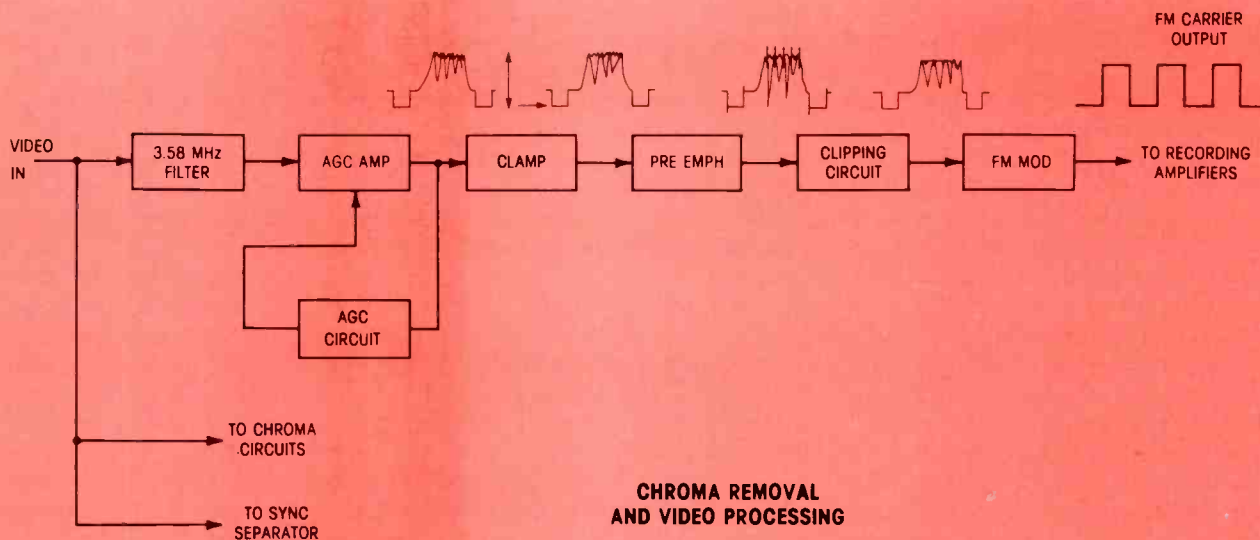 FM CARRIER
OUTPUT
VIDEO
IN
3.58 MHz
FILTER
AGC AMP
CLAMP
PRE EMPH
CLIPPING
CIRCUIT
FM MOD
TO RECORDING
AMPLIFIERS
AGC
CIRCUIT
TO CHROMA
CIRCUITS
TO SYNC
SEPARATOR
CHROMA REMOVAL
AND VIDEO PROCESSING